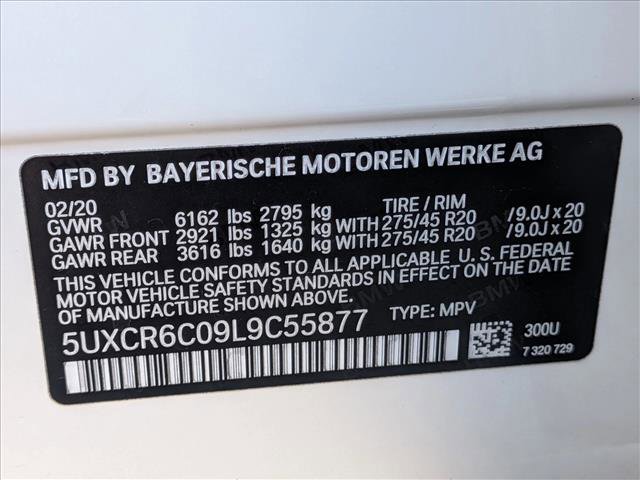 MFD BY BAYERISCHE MOTOREN WERKE AG
02/20 TIRE / RIM
GVWR 6162 lbs 2795 kg
GAWR FRONT 2921 lbs 1325 kg WITH 275/45 R20 /9.0J x 20
GAWR REAR 3616 lbs 1640 kg WITH 275/45 R20 /9.0J x 20
THIS VEHICLE CONFORMS TO ALL APPLICABLE U. S. FEDERAL
MOTOR VEHICLE SAFETY STANDARDS IN EFFECT ON THE DATE
OF MANUFACTURE SHOWN ABOVE.
5UXCR6C09L9C55877 TYPE: MPV
300U
7 320 729